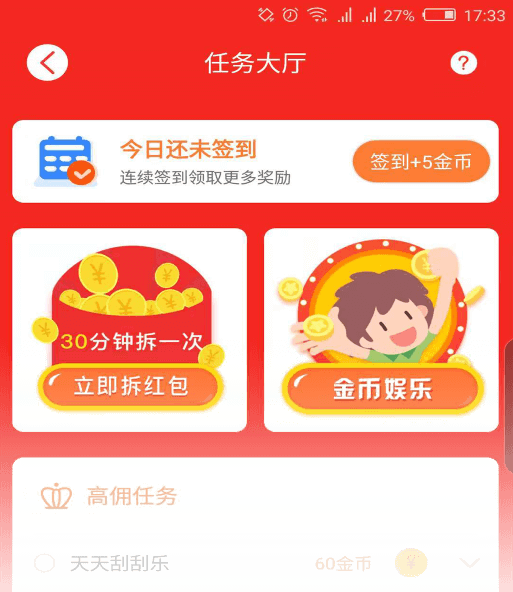 27% 17:33
任务大厅
?
今日还未签到
连续签到领取更多奖励
签到+5金币
30分钟拆一次
立即拆红包
金币娱乐
高佣任务
天天刮刮乐
60金币